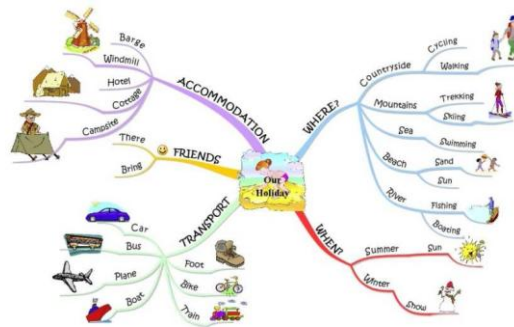 Our
Holiday
ACCOMMODATION
Barge
Windmill
Hotel
Cottage
Campsite
FRIENDS
There
Bring
TRANSPORT
Car
Bus
Plane
Boat
Foot
Bike
Train
WHERE?
Countryside
Cycling
Walking
Mountains
Trekking
Skiing
Sea
Swimming
Beach
Sand
Sun
River
Fishing
Boating
WHEN?
Summer
Sun
Winter
Snow